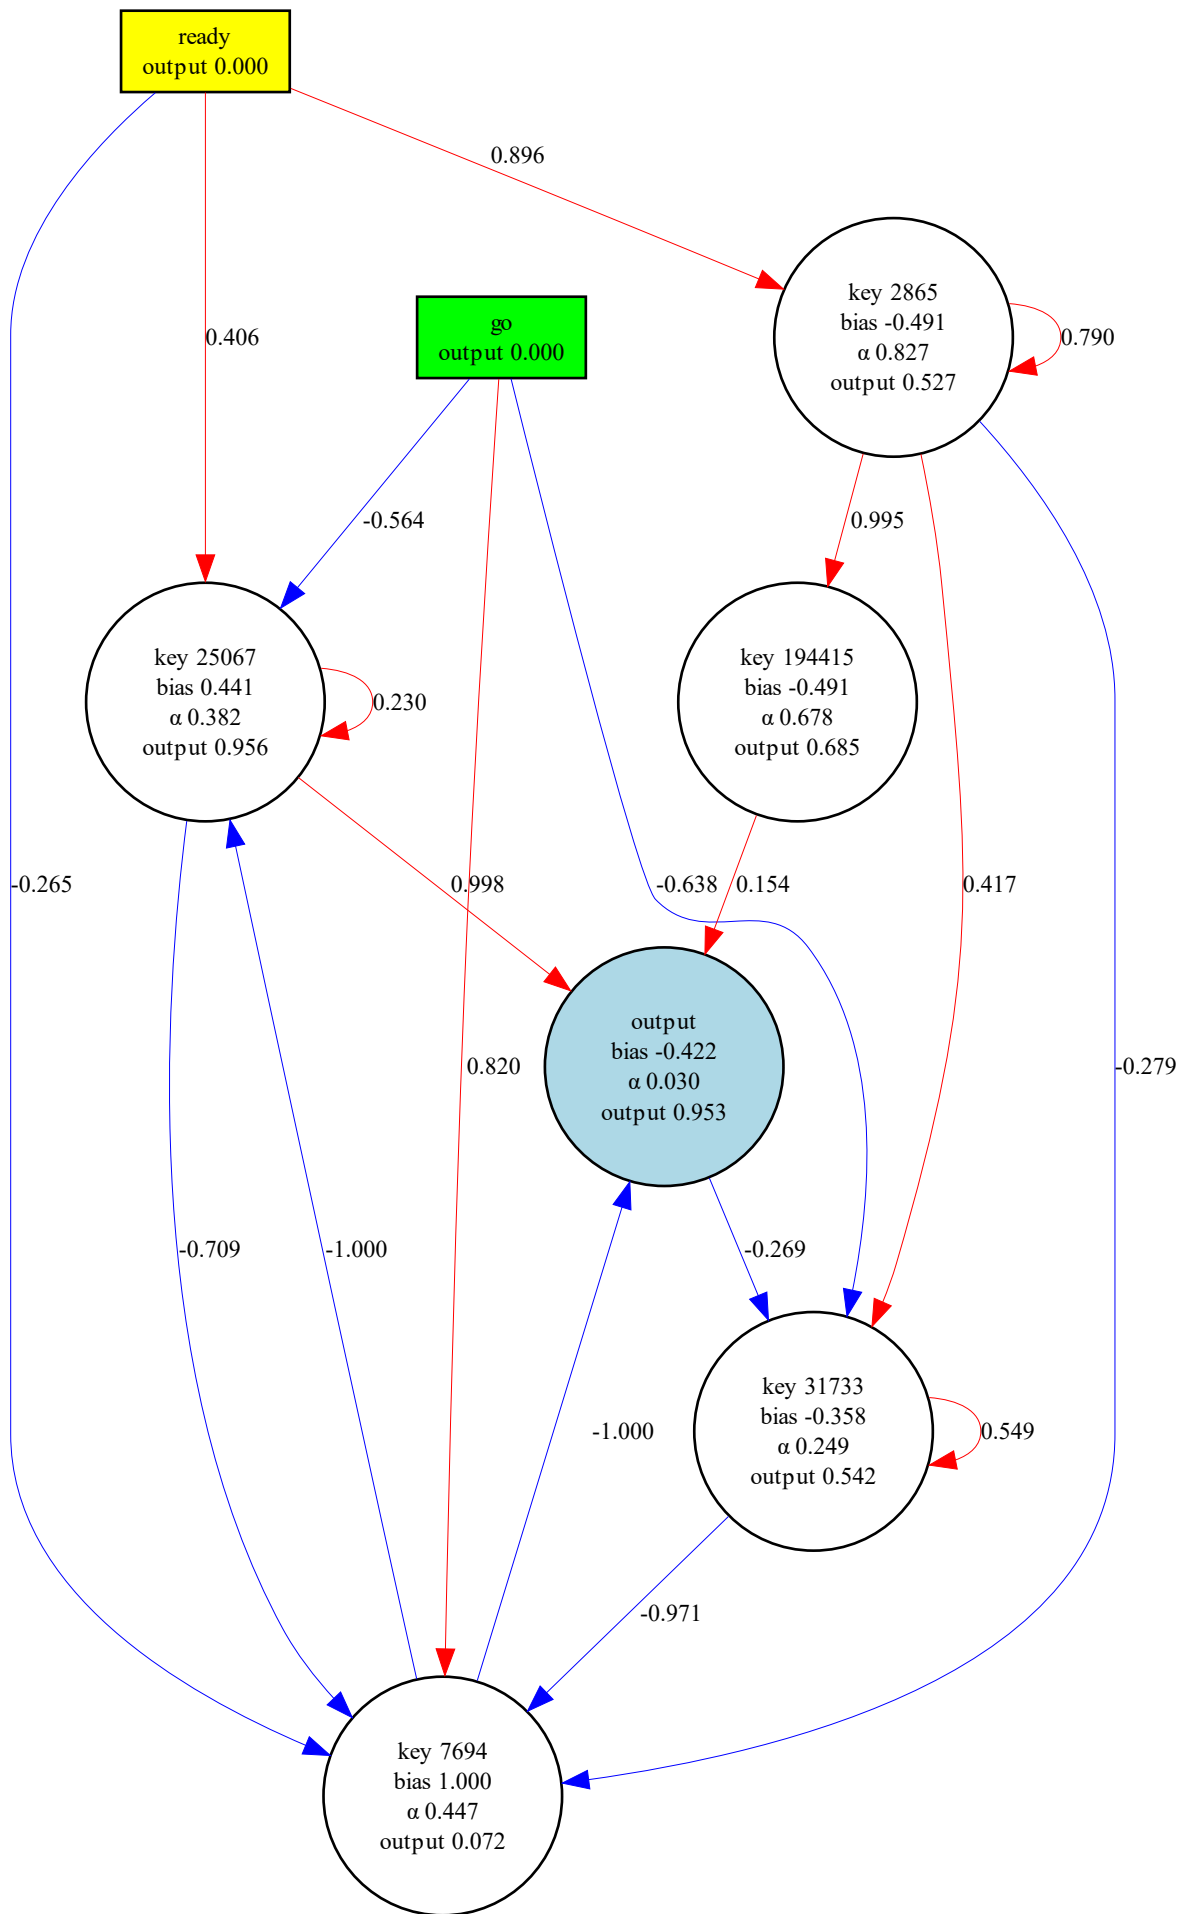 ready
output 0.000
0.896
key 2865
bias -0.491
α 0.827
output 0.527
0.790
go
output 0.000
0.406
-0.564
0.995
key 25067
bias 0.441
α 0.382
output 0.956
0.230
key 194415
bias -0.491
α 0.678
output 0.685
-0.265
0.998
-0.638
0.154
0.417
output
bias -0.422
α 0.030
output 0.953
0.820
-0.279
-0.709
-1.000
-0.269
key 31733
bias -0.358
α 0.249
output 0.542
-1.000
0.549
-0.971
key 7694
bias 1.000
α 0.447
output 0.072